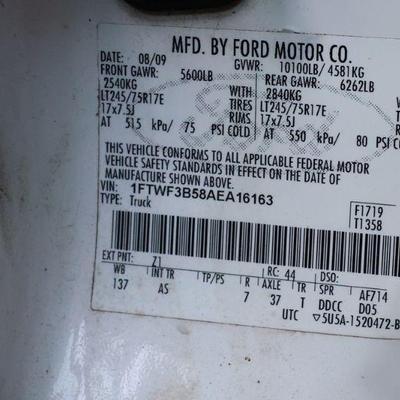 MFD. BY FORD MOTOR CO.
DATE: 08/09 GVWR: 10100LB/ 4581KG
FRONT GAWR: 5600LB REAR GAWR: 6262LB
2540KG WITH 2840KG WITH
LT245/75R17E TIRES LT245/75R17E
17x7.5J RIMS 17x7.5J
AT 515 kPa/ 75 PSI COLD AT 550 kPa/ 80 PSI CO
THIS VEHICLE CONFORMS TO ALL APPLICABLE FEDERAL MOTOR
VEHICLE SAFETY STANDARDS IN EFFECT ON THE DATE OF
MANUFACTURE SHOWN ABOVE.
VIN: 1FTWF3B58AEA16163
TYPE: Truck F1719
T1358
EXT PNT: Z1 RC: 44 DSO:
WB INT TR TP/PS R AXLE TR SPR AF714
137 AS 7 37 T DDCC D05
UTC ▽5U5A-1520472-B